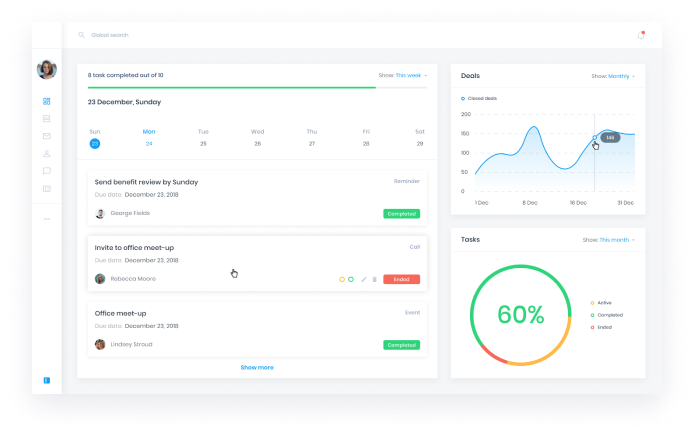 Global search
8 task completed out of 10
Show: This week
23 December, Sunday
Sun Mon Tue Wed Thu Fri Sat
23 24 25 26 27 28 29
Send benefit review by Sunday
Reminder
Due date: December 23, 2018
George Fields
Completed
Invite to office meet-up
Call
Due date: December 23, 2018
Rebecca Moore
Ended
Office meet-up
Event
Due date: December 23, 2018
Lindsey Stroud
Completed
Show more
Deals
Show: Monthly
Closed deals
200
150
146
100
50
0
1 Dec 8 Dec 16 Dec 31 Dec
Tasks
Show: This month
60%
Active
Completed
Ended